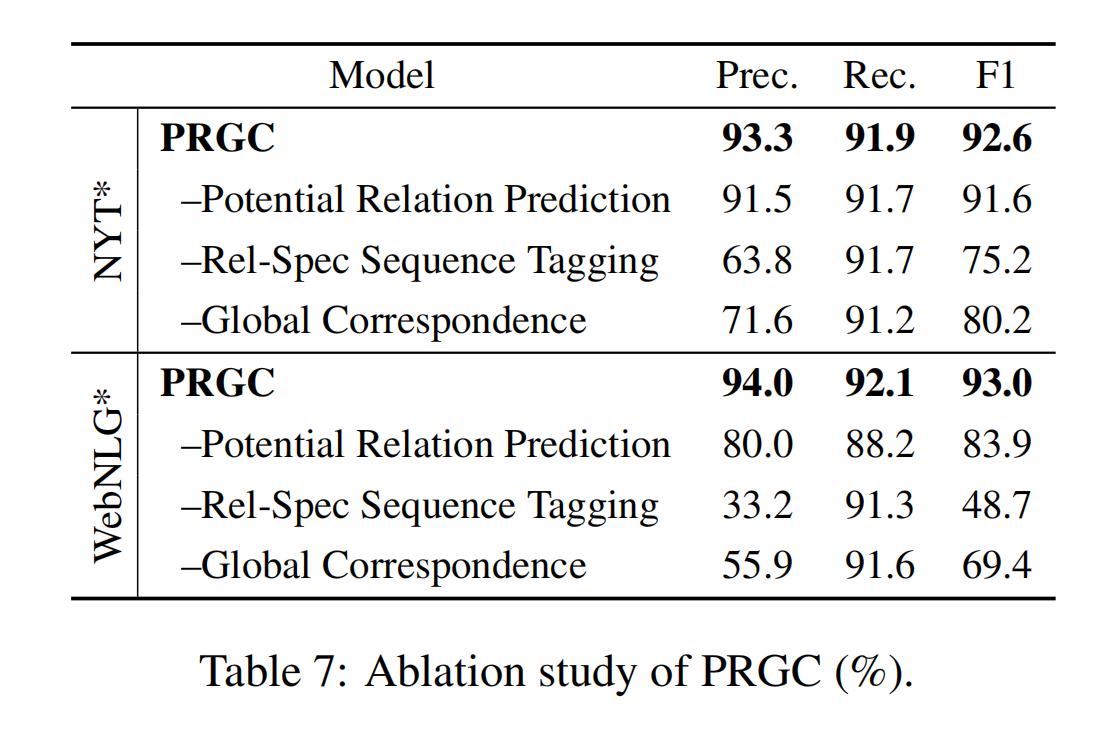 Model Prec. Rec. F1
NYT*
PRGC 93.3 91.9 92.6
–Potential Relation Prediction 91.5 91.7 91.6
–Rel-Spec Sequence Tagging 63.8 91.7 75.2
–Global Correspondence 71.6 91.2 80.2
WebNLG*
PRGC 94.0 92.1 93.0
–Potential Relation Prediction 80.0 88.2 83.9
–Rel-Spec Sequence Tagging 33.2 91.3 48.7
–Global Correspondence 55.9 91.6 69.4
Table 7: Ablation study of PRGC (%).